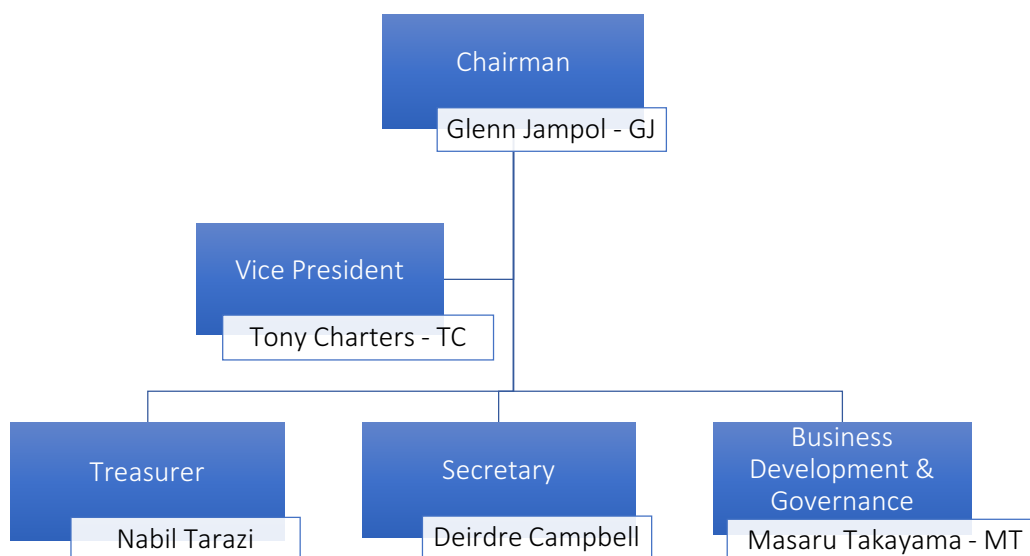 Chairman
Glenn Jampol - GJ
Vice President
Tony Charters - TC
Treasurer
Nabil Tarazi
Secretary
Deirdre Campbell
Business
Development &
Governance
Masaru Takayama - MT